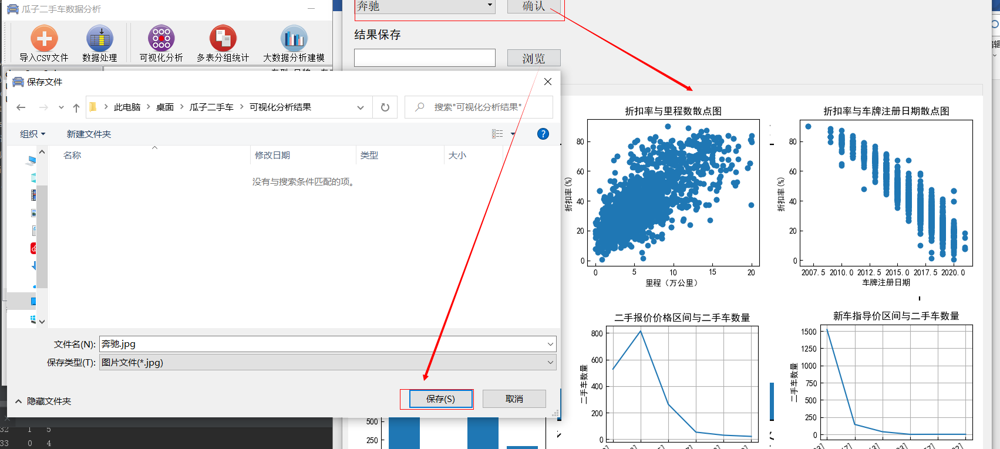 瓜子二手车数据分析
导入CSV文件
数据处理
可视化分析
多表分组统计
大数据分析建模
奔驰
确认
结果保存
浏览
保存文件
此电脑 > 桌面 > 瓜子二手车 > 可视化分析结果
搜索"可视化分析结果"
组织
新建文件夹
名称
修改日期
类型
大小
没有与搜索条件匹配的项。
文件名(N):
奔驰.jpg
保存类型(T):
图片文件(*.jpg)
隐藏文件夹
保存(S)
取消
32 1 5
33 0 4
500
250
折扣率与里程数散点图
折扣率(%)
80
60
40
20
0
0 5 10 15 20
里程（万公里）
折扣率与车牌注册日期散点图
折扣率(%)
80
60
40
20
0
2007.5 2010.0 2012.5 2015.0 2017.5 2020.0
车牌注册日期
二手报价价格区间与二手车数量
二手车数量
800
600
400
200
0
新车指导价区间与二手车数量
二手车数量
1500
1250
1000
750
500
250
0